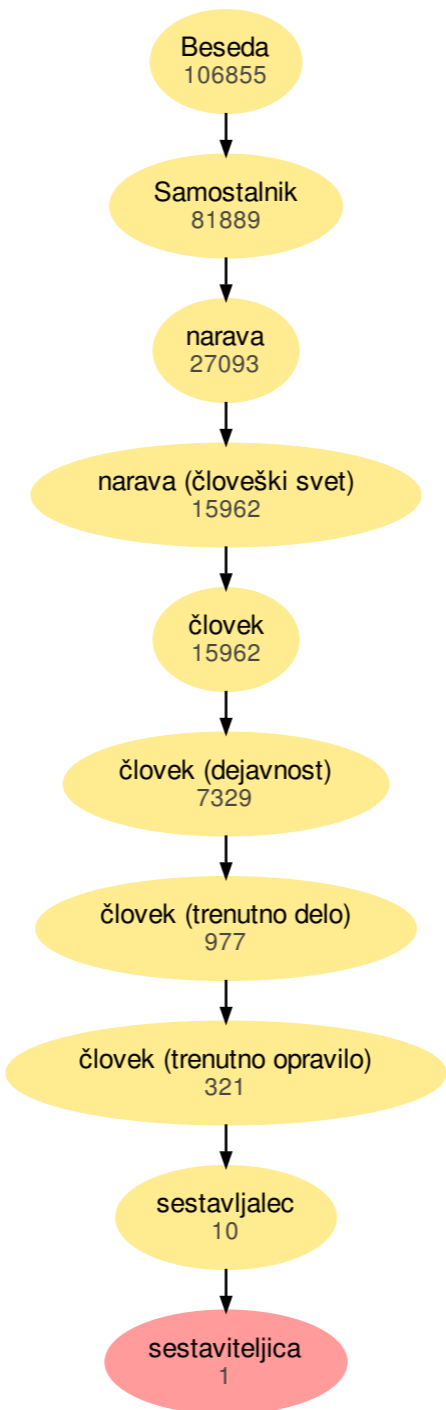 Beseda
106855
Samostalnik
81889
narava
27093
narava (človeški svet)
15962
človek
15962
človek (dejavnost)
7329
človek (trenutno delo)
977
človek (trenutno opravilo)
321
sestavljalec
10
sestaviteljica
1